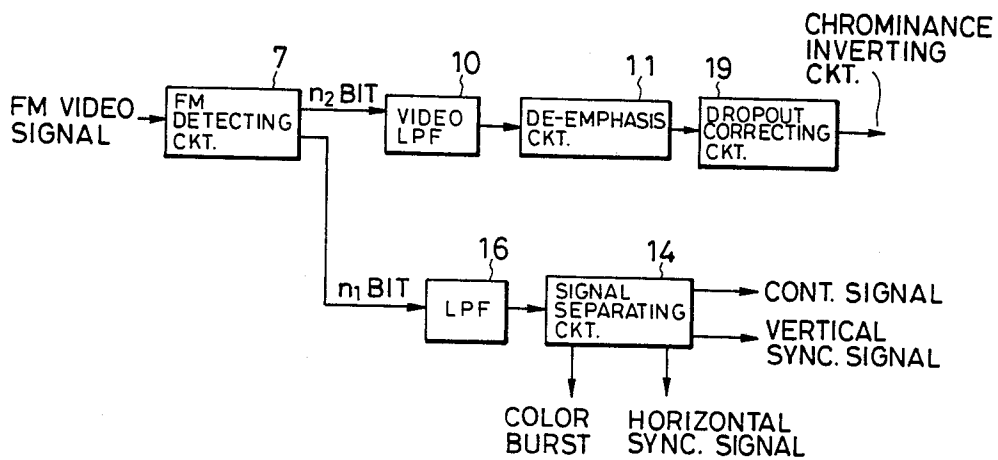 CHROMINANCE
INVERTING
CKT.
7
10
11
19
FM VIDEO
SIGNAL
FM
DETECTING
CKT.
n₂ BIT
VIDEO
LPF
DE-EMPHASIS
CKT.
DROPOUT
CORRECTING
CKT.
16
14
n₁ BIT
LPF
SIGNAL
SEPARATING
CKT.
CONT. SIGNAL
VERTICAL
SYNC. SIGNAL
COLOR
BURST
HORIZONTAL
SYNC. SIGNAL